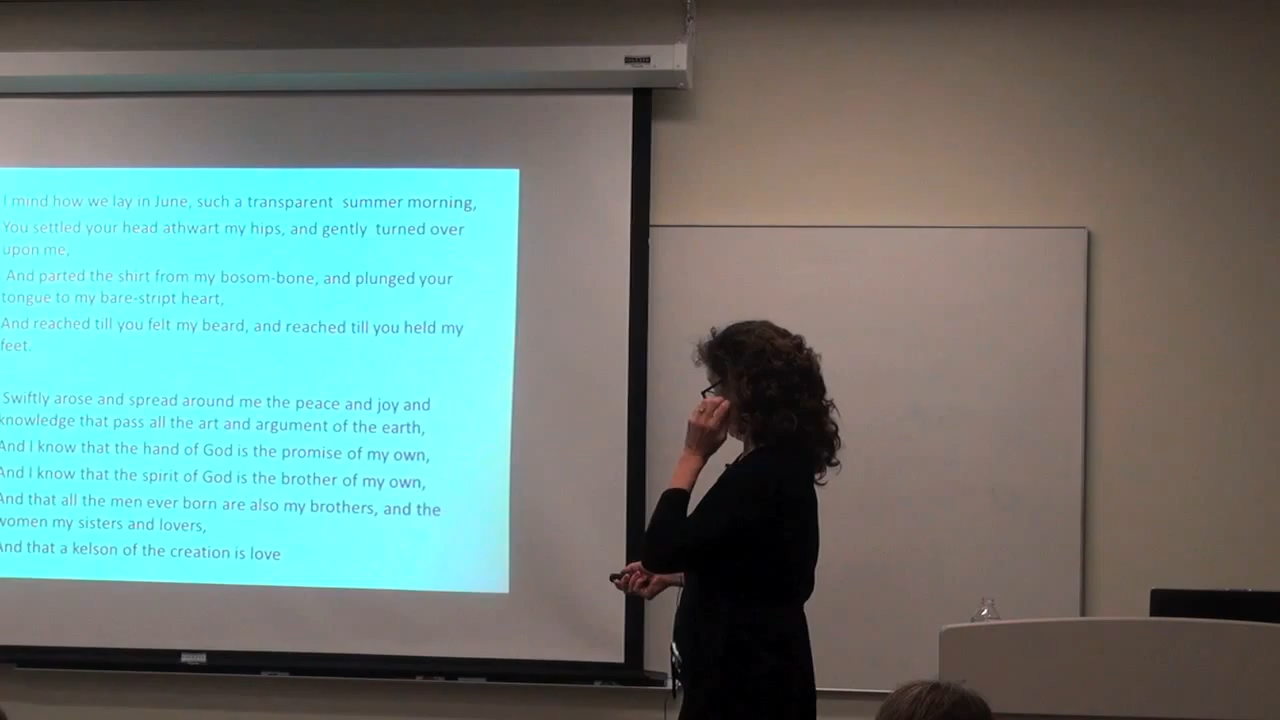 I mind how we lay in June, such a transparent summer morning,
You settled your head athwart my hips, and gently turned over
upon me,
And parted the shirt from my bosom-bone, and plunged your
tongue to my bare-stript heart,
And reached till you felt my beard, and reached till you held my
feet.
Swiftly arose and spread around me the peace and joy and
knowledge that pass all the art and argument of the earth,
And I know that the hand of God is the promise of my own,
And I know that the spirit of God is the brother of my own,
And that all the men ever born are also my brothers, and the
women my sisters and lovers,
And that a kelson of the creation is love